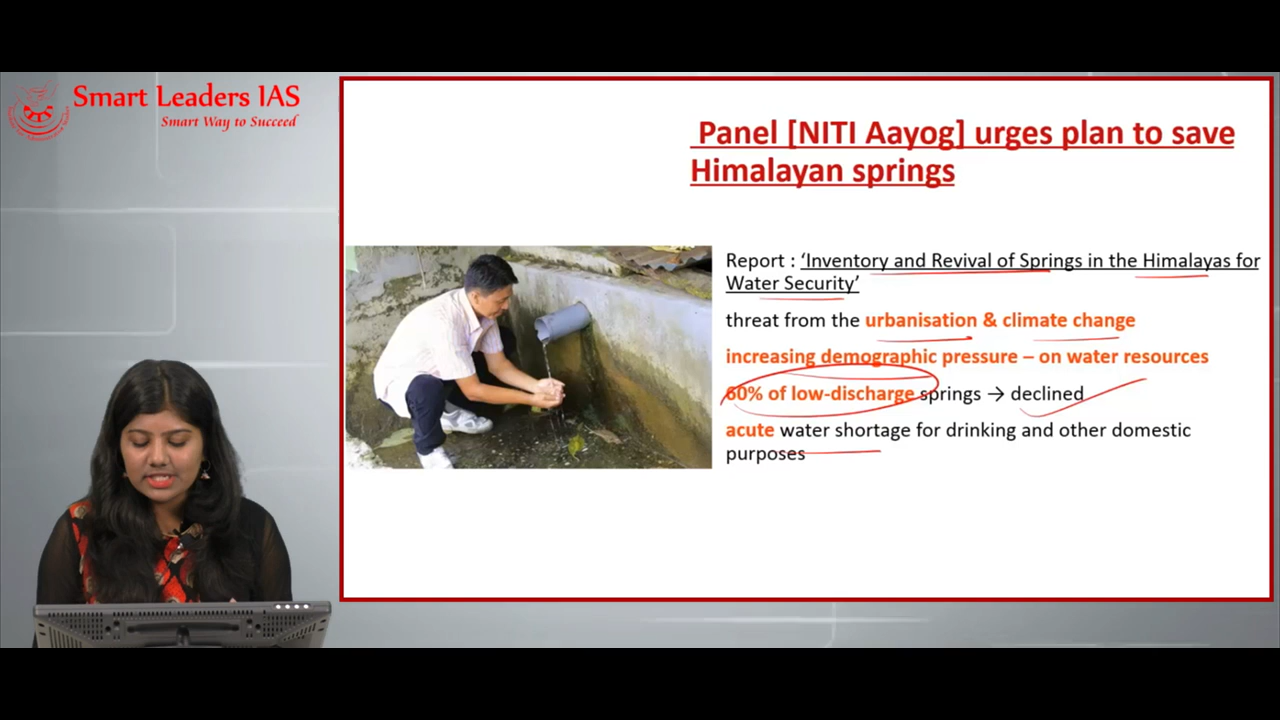 Smart Leaders IAS
Smart Way to Succeed
Panel [NITI Aayog] urges plan to save
Himalayan springs
Report : ‘Inventory and Revival of Springs in the Himalayas for
Water Security’
threat from the urbanisation & climate change
increasing demographic pressure – on water resources
60% of low-discharge springs → declined
acute water shortage for drinking and other domestic
purposes